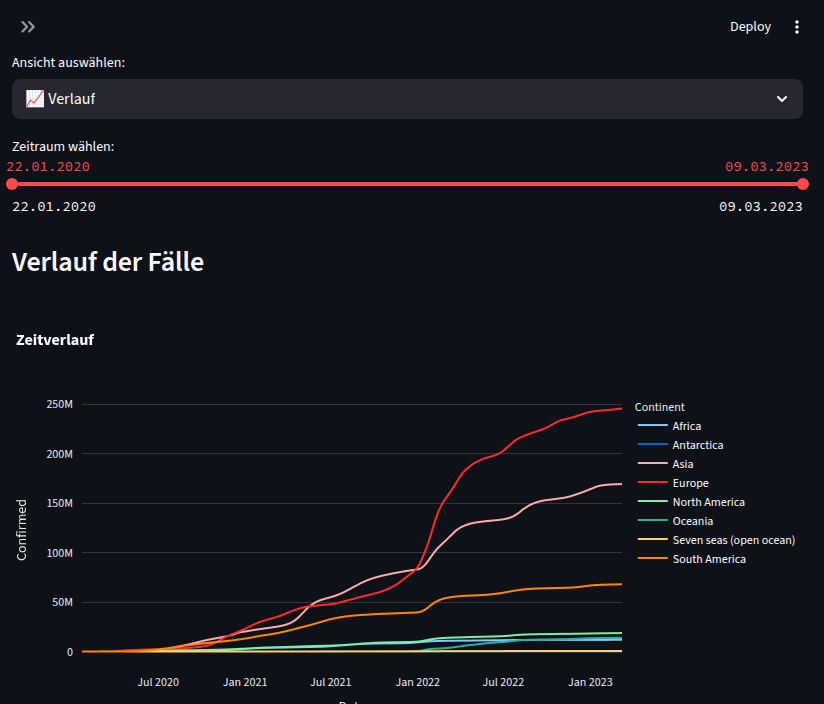 Deploy
Ansicht auswählen:
📈 Verlauf
Zeitraum wählen:
22.01.2020 09.03.2023
22.01.2020 09.03.2023
Verlauf der Fälle
Zeitverlauf
Confirmed
250M
200M
150M
100M
50M
0
Jul 2020 Jan 2021 Jul 2021 Jan 2022 Jul 2022 Jan 2023
Continent
Africa
Antarctica
Asia
Europe
North America
Oceania
Seven seas (open ocean)
South America